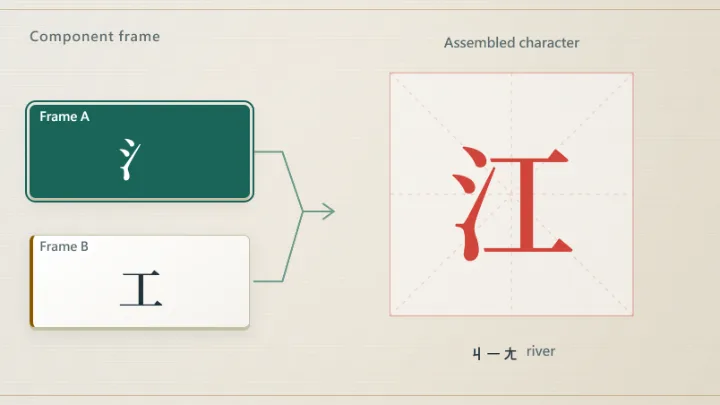 Component frame
Frame A
氵
Frame B
工
Assembled character
江
ㄐㄧㄤ river